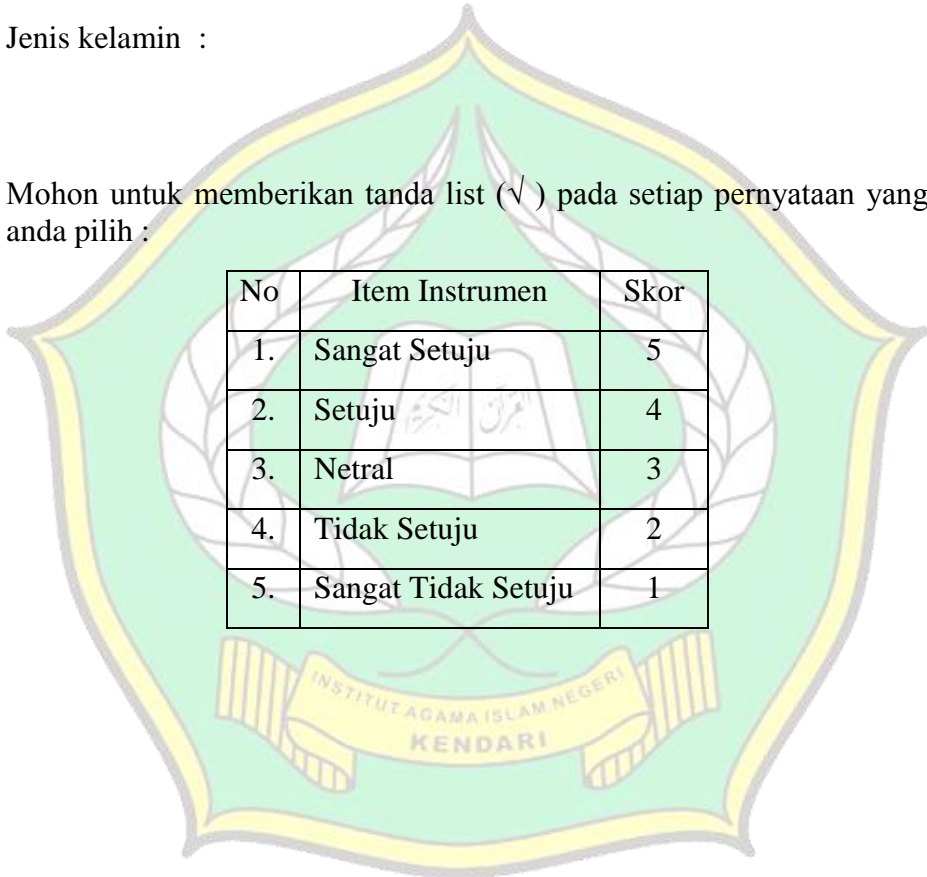 Jenis kelamin :
Mohon untuk memberikan tanda list (√ ) pada setiap pernyataan yang
anda pilih :
No Item Instrumen Skor
1. Sangat Setuju 5
2. Setuju 4
3. Netral 3
4. Tidak Setuju 2
5. Sangat Tidak Setuju 1
INSTITUT AGAMA ISLAM NEGERI
KENDARI